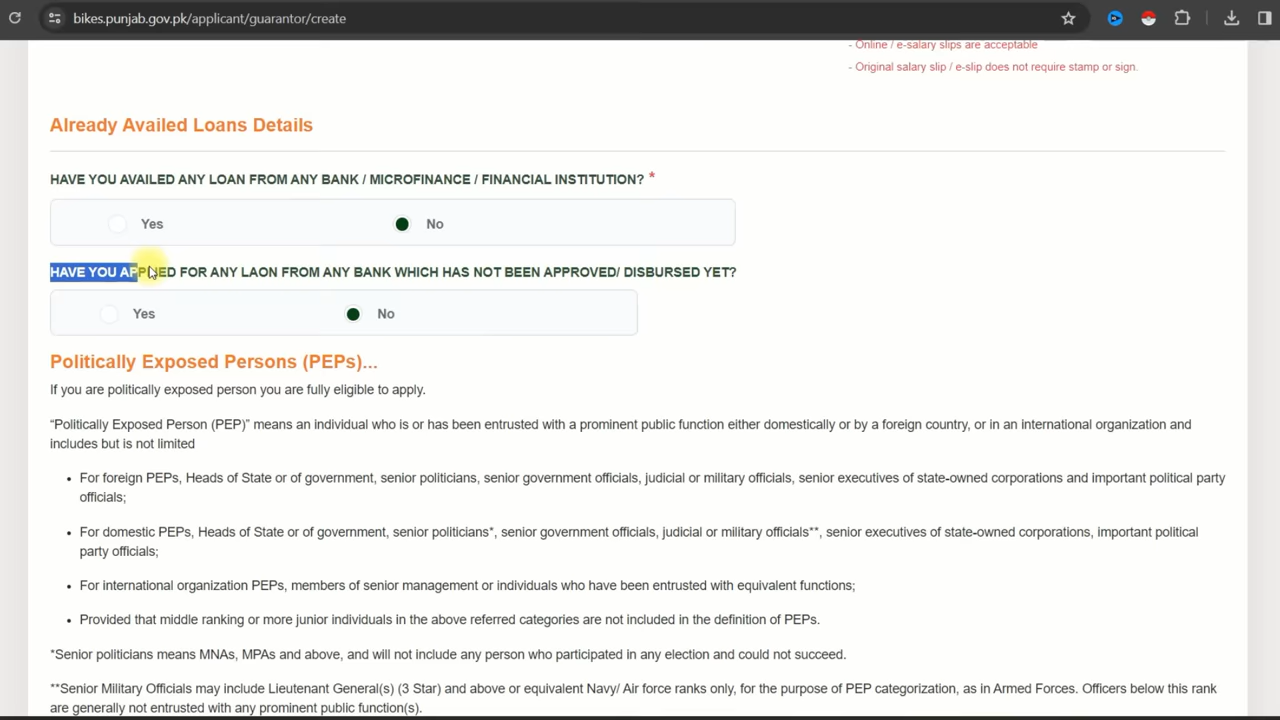 bikes.punjab.gov.pk/applicant/guarantor/create
- Online / e-salary slips are acceptable
- Original salary slip / e-slip does not require stamp or sign.
Already Availed Loans Details
HAVE YOU AVAILED ANY LOAN FROM ANY BANK / MICROFINANCE / FINANCIAL INSTITUTION? *
Yes No
HAVE YOU APPLIED FOR ANY LAON FROM ANY BANK WHICH HAS NOT BEEN APPROVED/ DISBURSED YET?
Yes No
Politically Exposed Persons (PEPs)...
If you are politically exposed person you are fully eligible to apply.
“Politically Exposed Person (PEP)” means an individual who is or has been entrusted with a prominent public function either domestically or by a foreign country, or in an international organization and
includes but is not limited
• For foreign PEPs, Heads of State or of government, senior politicians, senior government officials, judicial or military officials, senior executives of state-owned corporations and important political party
officials;
• For domestic PEPs, Heads of State or of government, senior politicians*, senior government officials, judicial or military officials**, senior executives of state-owned corporations, important political
party officials;
• For international organization PEPs, members of senior management or individuals who have been entrusted with equivalent functions;
• Provided that middle ranking or more junior individuals in the above referred categories are not included in the definition of PEPs.
*Senior politicians means MNAs, MPAs and above, and will not include any person who participated in any election and could not succeed.
**Senior Military Officials may include Lieutenant General(s) (3 Star) and above or equivalent Navy/ Air force ranks only, for the purpose of PEP categorization, as in Armed Forces. Officers below this rank
are generally not entrusted with any prominent public function(s).